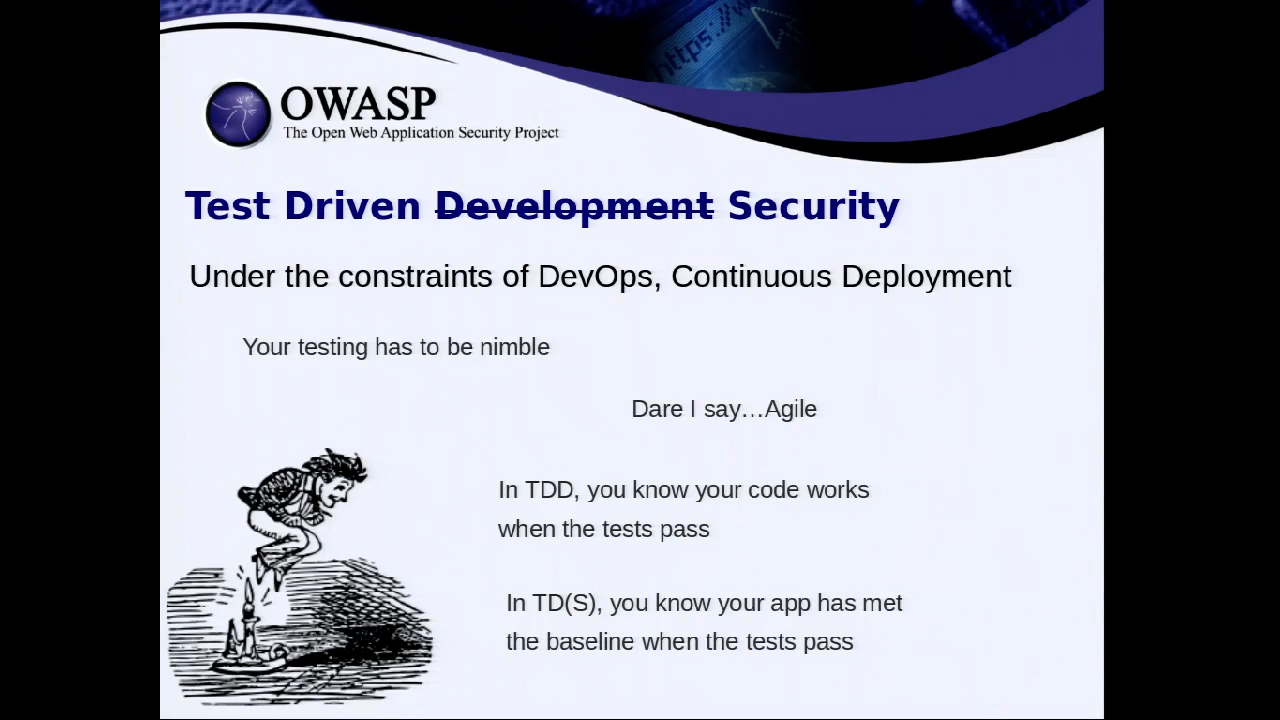 https://w
OWASP
The Open Web Application Security Project
Test Driven Development Security
Under the constraints of DevOps, Continuous Deployment
Your testing has to be nimble
Dare I say…Agile
In TDD, you know your code works
when the tests pass
In TD(S), you know your app has met
the baseline when the tests pass